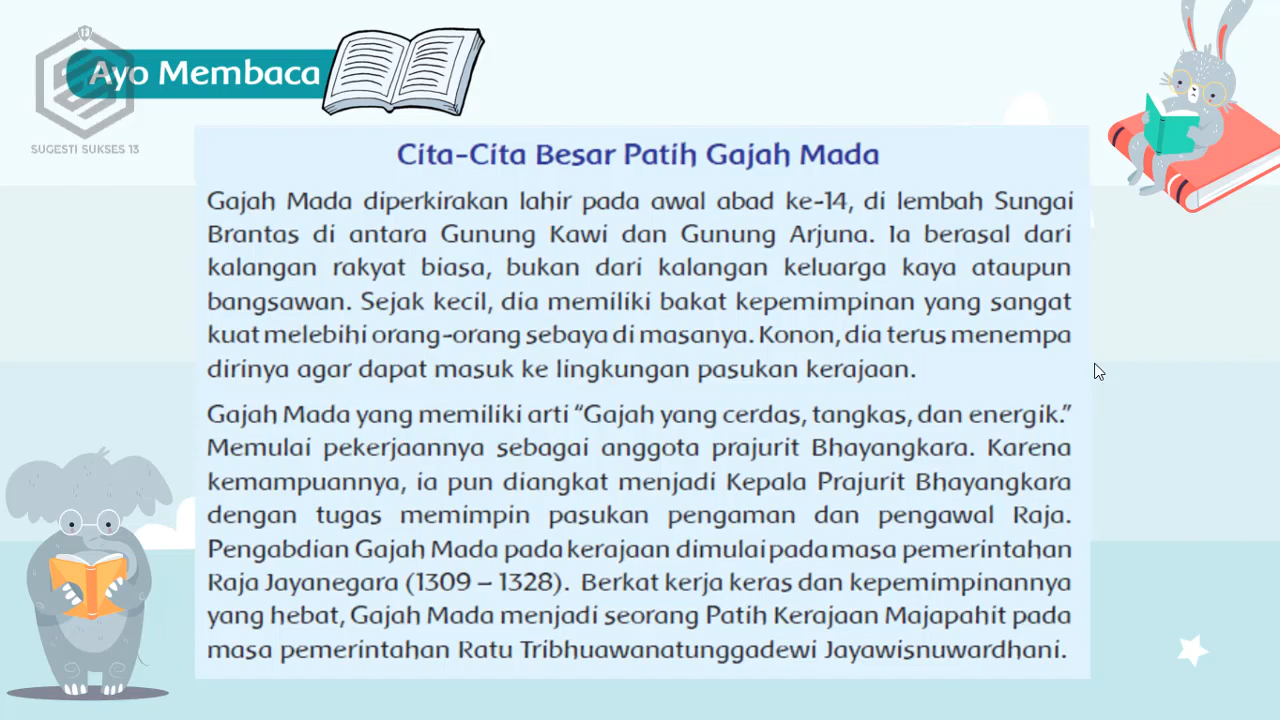 13
Ayo Membaca
SUGESTI SUKSES 13
Cita-Cita Besar Patih Gajah Mada
Gajah Mada diperkirakan lahir pada awal abad ke-14, di lembah Sungai
Brantas di antara Gunung Kawi dan Gunung Arjuna. Ia berasal dari
kalangan rakyat biasa, bukan dari kalangan keluarga kaya ataupun
bangsawan. Sejak kecil, dia memiliki bakat kepemimpinan yang sangat
kuat melebihi orang-orang sebaya di masanya. Konon, dia terus menempa
dirinya agar dapat masuk ke lingkungan pasukan kerajaan.
Gajah Mada yang memiliki arti “Gajah yang cerdas, tangkas, dan energik.”
Memulai pekerjaannya sebagai anggota prajurit Bhayangkara. Karena
kemampuannya, ia pun diangkat menjadi Kepala Prajurit Bhayangkara
dengan tugas memimpin pasukan pengaman dan pengawal Raja.
Pengabdian Gajah Mada pada kerajaan dimulai pada masa pemerintahan
Raja Jayanegara (1309 – 1328). Berkat kerja keras dan kepemimpinannya
yang hebat, Gajah Mada menjadi seorang Patih Kerajaan Majapahit pada
masa pemerintahan Ratu Tribhuawanatunggadewi Jayawisnuwardhani.